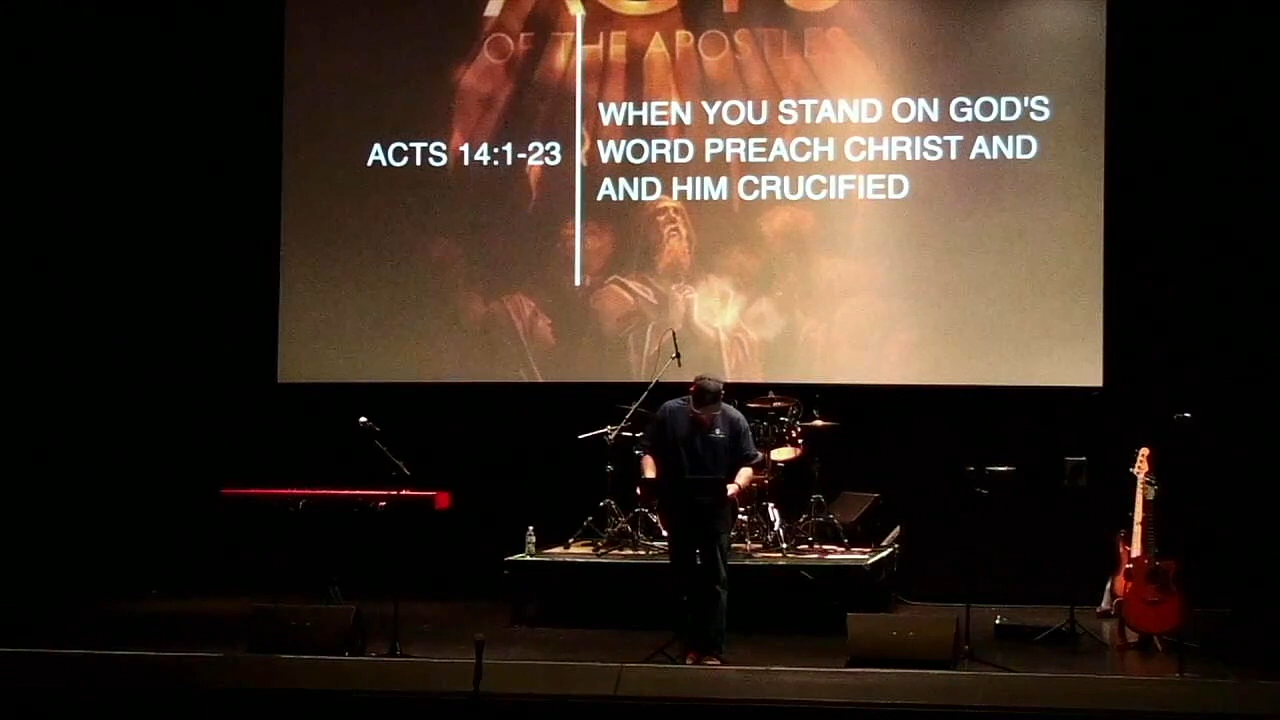 ACTS
OF THE APOSTLES
ACTS 14:1-23
WHEN YOU STAND ON GOD'S
WORD PREACH CHRIST AND
AND HIM CRUCIFIED